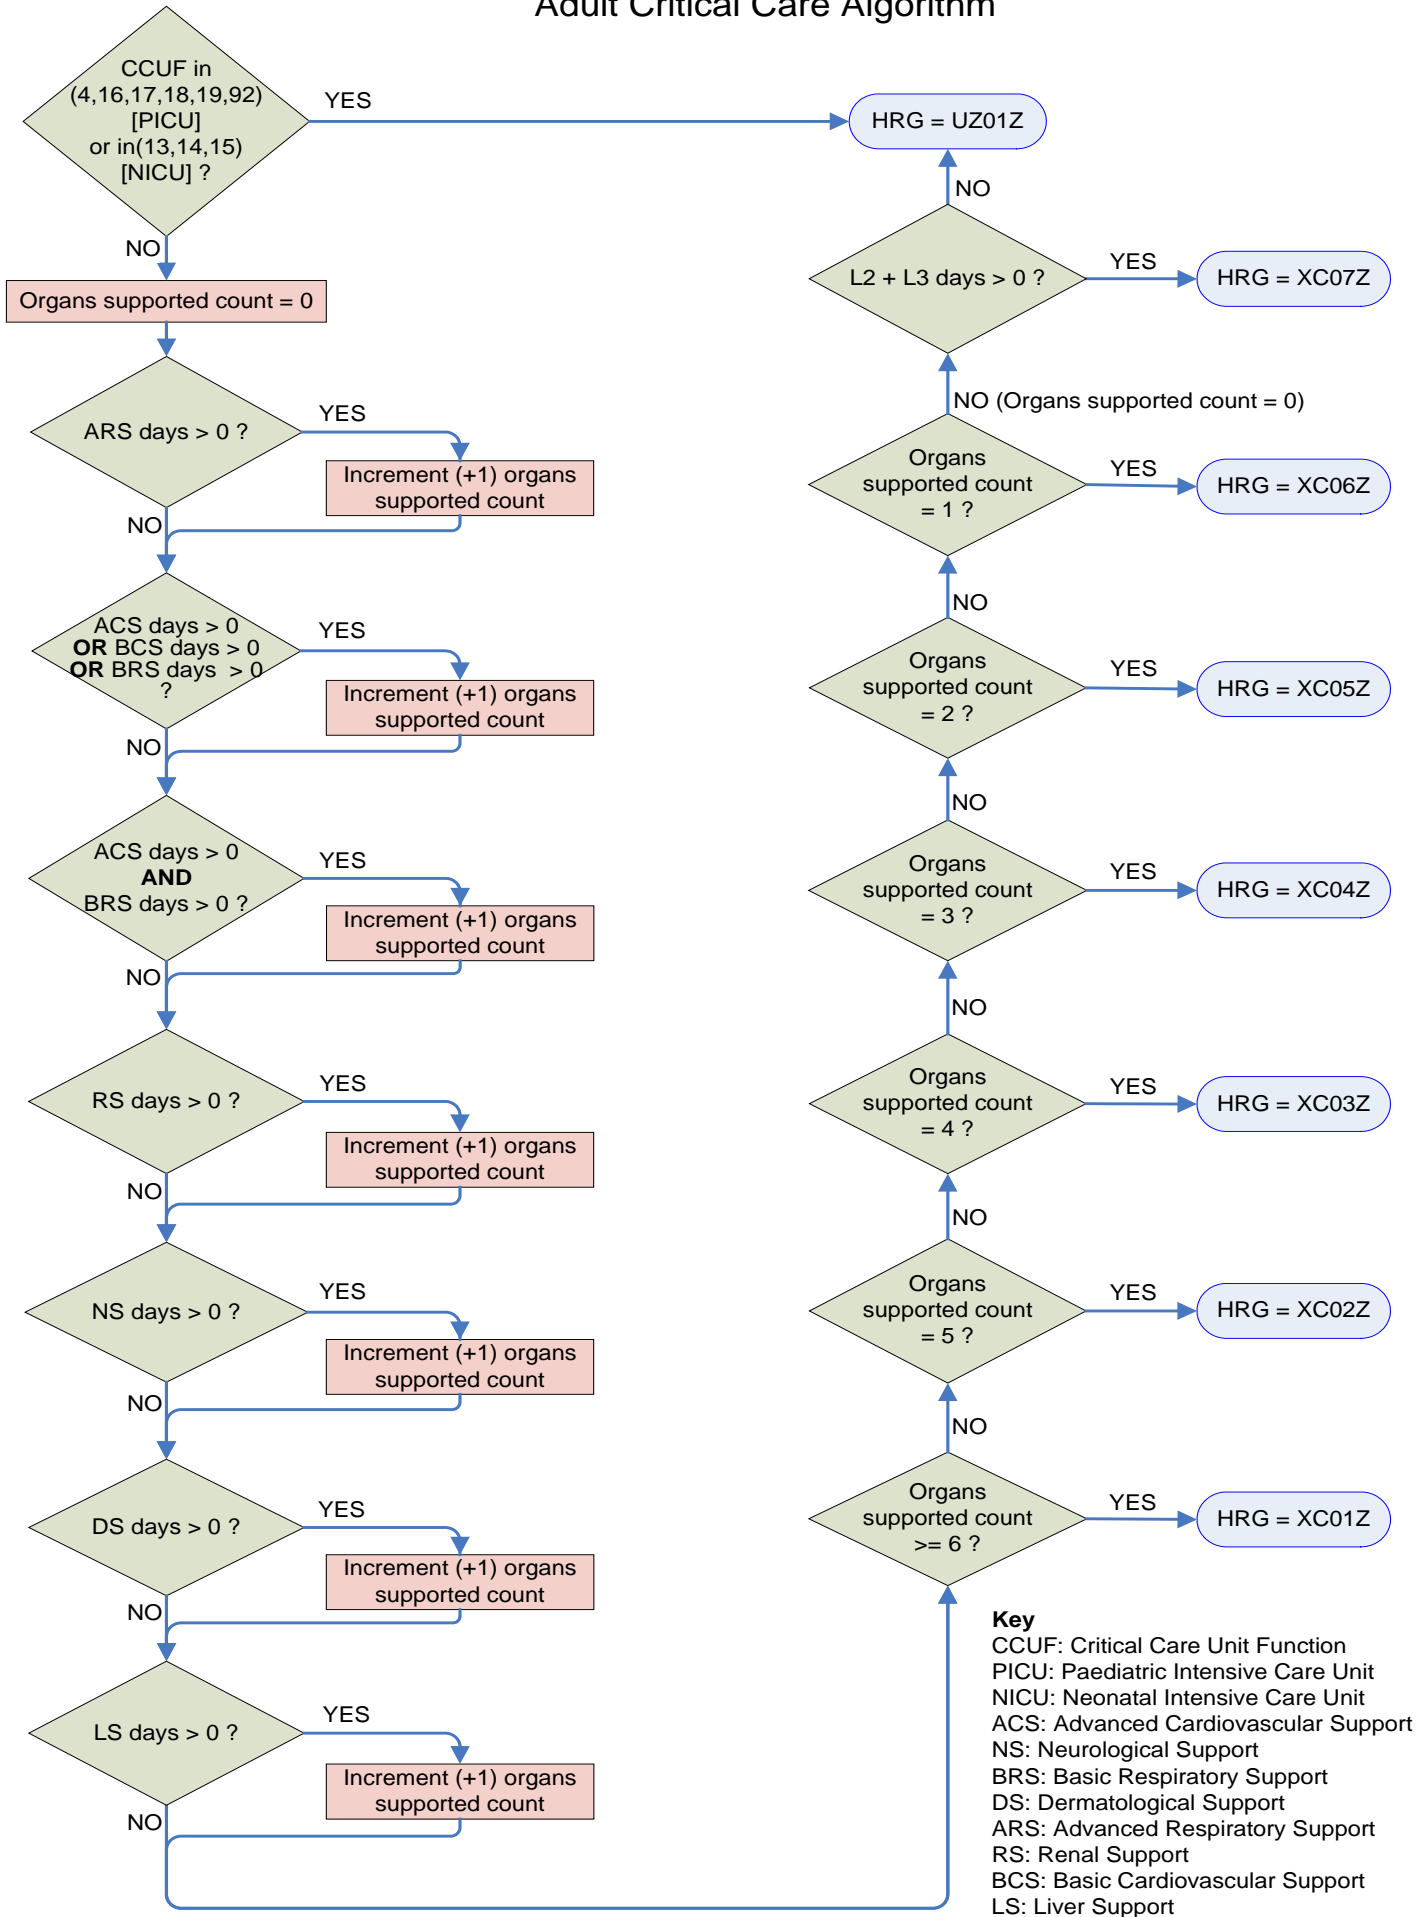 Adult Critical Care Algorithm
CCUF in
(4,16,17,18,19,92)
[PICU]
or in(13,14,15)
[NICU] ?
YES
NO
Organs supported count = 0
ARS days > 0 ?
YES
Increment (+1) organs
supported count
NO
ACS days > 0
OR BCS days > 0
OR BRS days > 0
?
YES
Increment (+1) organs
supported count
NO
ACS days > 0
AND
BRS days > 0 ?
YES
Increment (+1) organs
supported count
NO
RS days > 0 ?
YES
Increment (+1) organs
supported count
NO
NS days > 0 ?
YES
Increment (+1) organs
supported count
NO
DS days > 0 ?
YES
Increment (+1) organs
supported count
NO
LS days > 0 ?
YES
Increment (+1) organs
supported count
NO
HRG = UZ01Z
NO
L2 + L3 days > 0 ?
YES
HRG = XC07Z
NO (Organs supported count = 0)
Organs
supported count
= 1 ?
YES
HRG = XC06Z
NO
Organs
supported count
= 2 ?
YES
HRG = XC05Z
NO
Organs
supported count
= 3 ?
YES
HRG = XC04Z
NO
Organs
supported count
= 4 ?
YES
HRG = XC03Z
NO
Organs
supported count
= 5 ?
YES
HRG = XC02Z
NO
Organs
supported count
>= 6 ?
YES
HRG = XC01Z
Key
CCUF: Critical Care Unit Function
PICU: Paediatric Intensive Care Unit
NICU: Neonatal Intensive Care Unit
ACS: Advanced Cardiovascular Support
NS: Neurological Support
BRS: Basic Respiratory Support
DS: Dermatological Support
ARS: Advanced Respiratory Support
RS: Renal Support
BCS: Basic Cardiovascular Support
LS: Liver Support